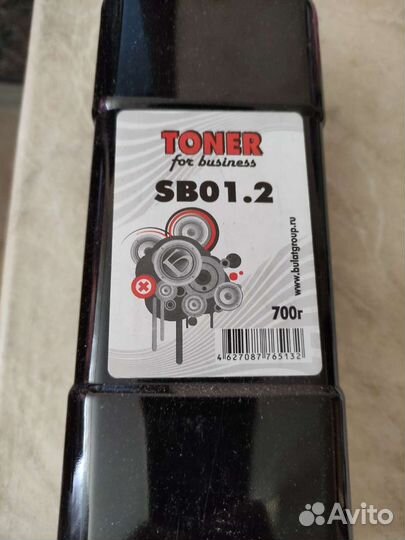 TONER
for business
SB01.2
www.bulatgroup.ru
700г
4 627087 765132
Avito